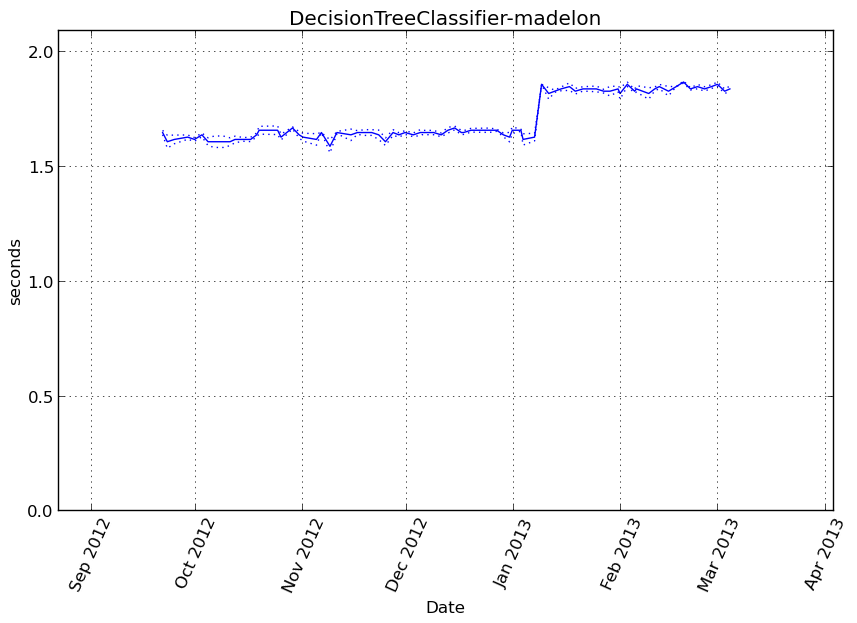 DecisionTreeClassifier-madelon
2.0
1.5
1.0
0.5
0.0
seconds
Sep 2012
Oct 2012
Nov 2012
Dec 2012
Jan 2013
Feb 2013
Mar 2013
Apr 2013
Date